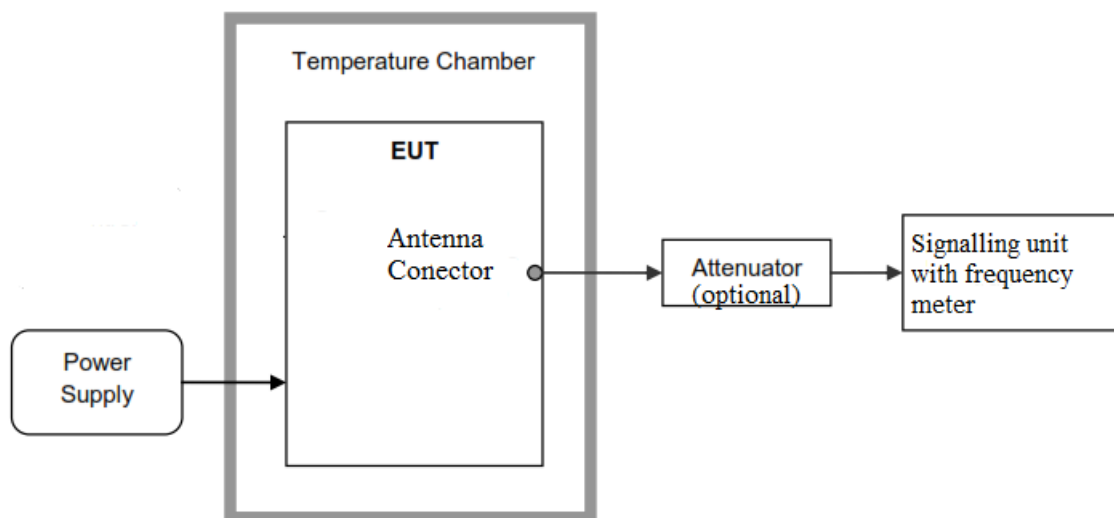 Temperature Chamber
EUT
Antenna
Conector
Attenuator
(optional)
Signalling unit
with frequency
meter
Power
Supply